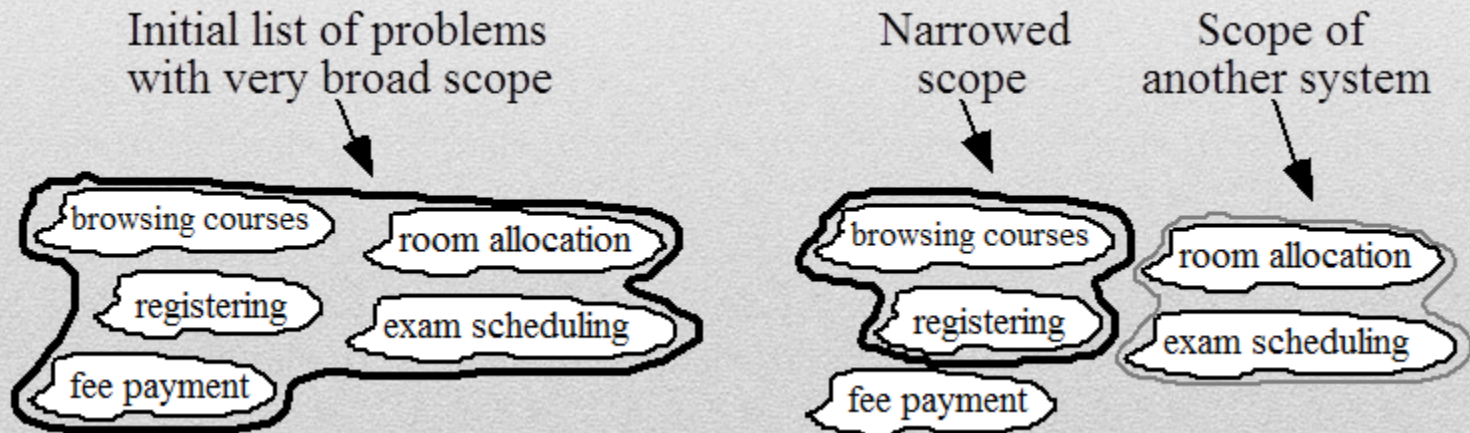 Initial list of problems
with very broad scope
browsing courses
room allocation
registering
exam scheduling
fee payment
Narrowed
scope
Scope of
another system
browsing courses
room allocation
registering
exam scheduling
fee payment